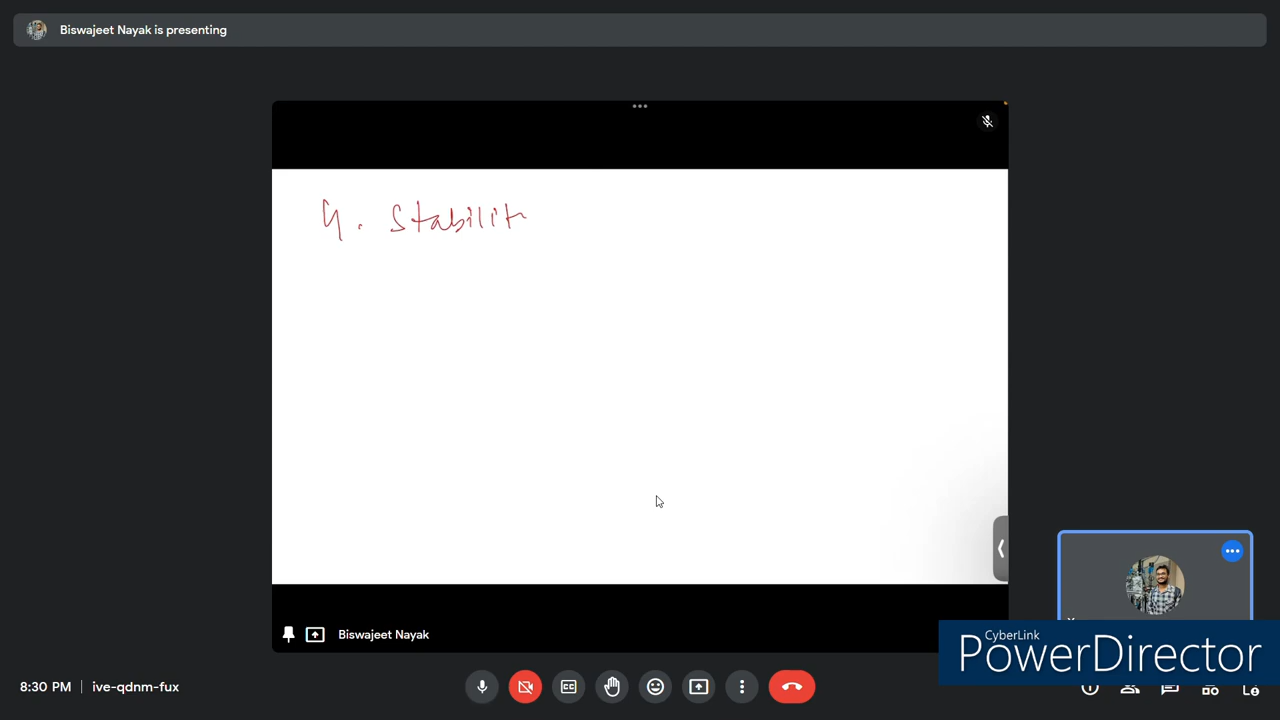 Biswajeet Nayak is presenting
4. Stabilit
Biswajeet Nayak
CyberLink
PowerDirector
8:30 PM | ive-qdnm-fux